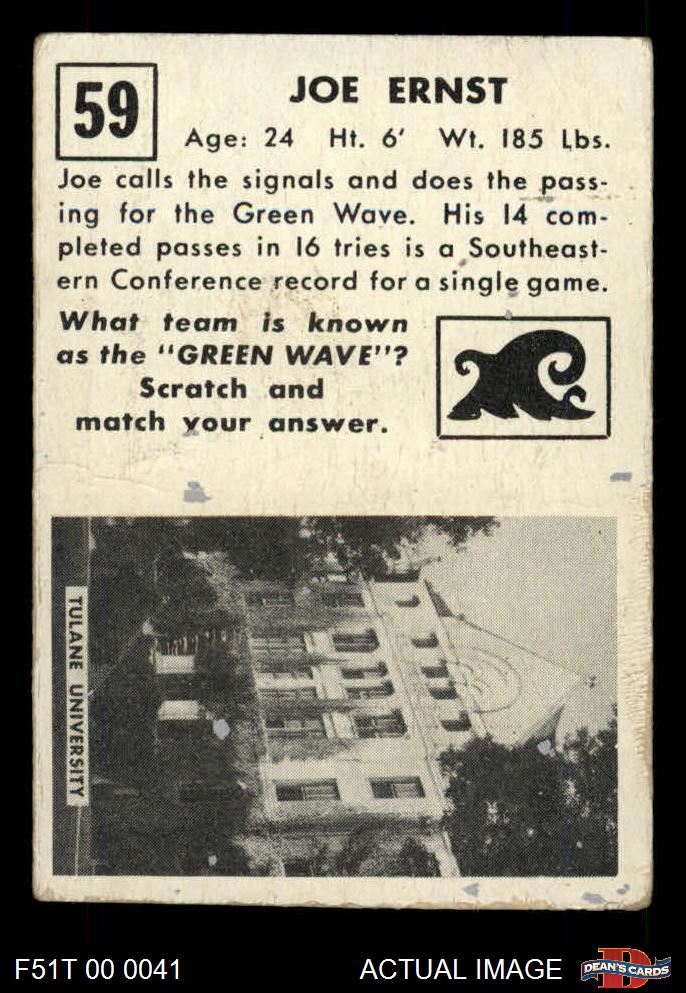 59
JOE ERNST
Age: 24 Ht. 6' Wt. 185 Lbs.
Joe calls the signals and does the pass-
ing for the Green Wave. His 14 com-
pleted passes in 16 tries is a Southeast-
ern Conference record for a single game.
What team is known
as the "GREEN WAVE"?
Scratch and
match your answer.
TULANE UNIVERSITY
F51T 00 0041
ACTUAL IMAGE
DEAN'S CARDS